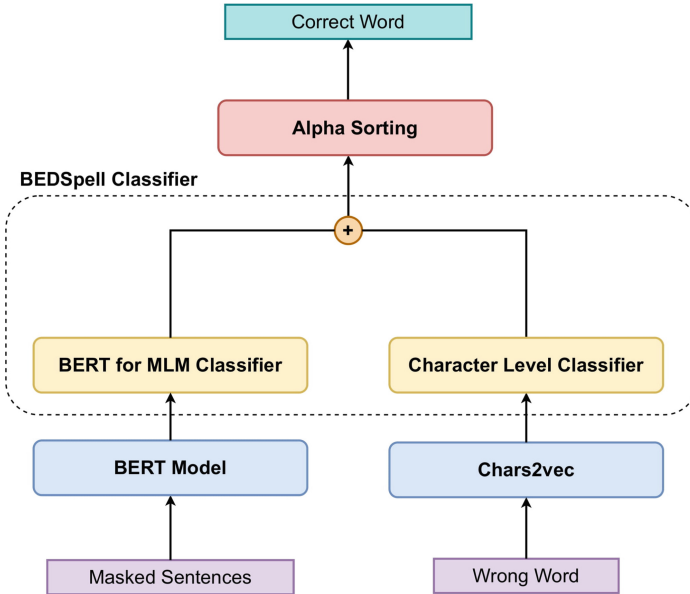 Correct Word
Alpha Sorting
BEDSpell Classifier
+
BERT for MLM Classifier
Character Level Classifier
BERT Model
Chars2vec
Masked Sentences
Wrong Word